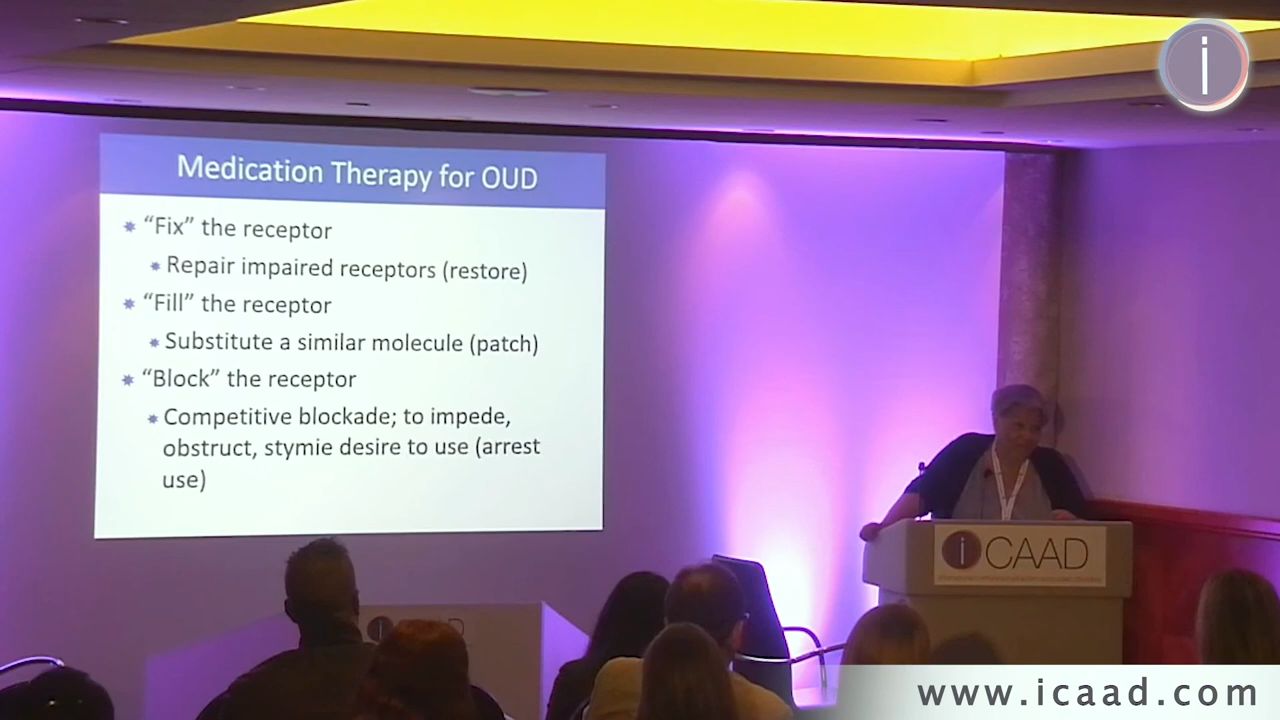 i
Medication Therapy for OUD
“Fix” the receptor
Repair impaired receptors (restore)
“Fill” the receptor
Substitute a similar molecule (patch)
“Block” the receptor
Competitive blockade; to impede,
obstruct, stymie desire to use (arrest
use)
iCAAD
www.icaad.com